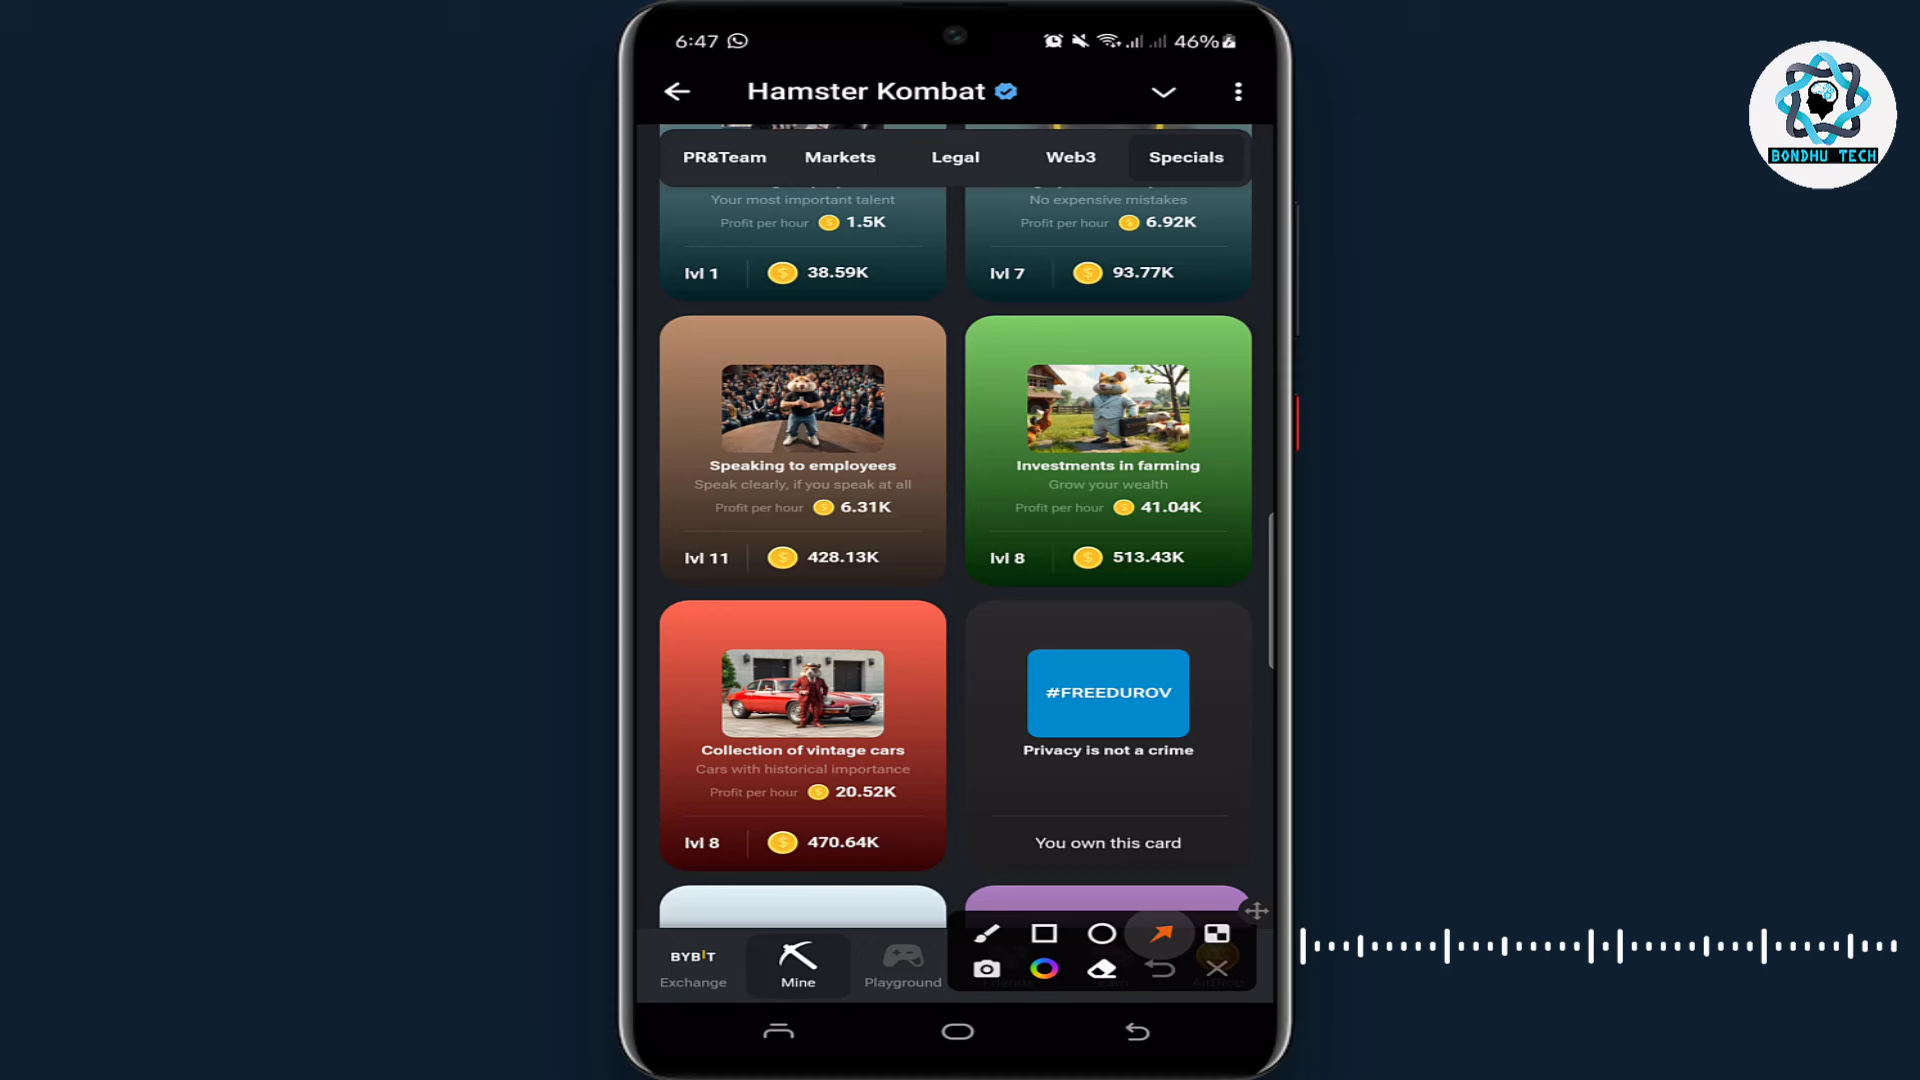 6:47
46%
Hamster Kombat
PR&Team Markets Legal Web3 Specials
Your most important talent
Profit per hour 1.5K
lvl 1 38.59K
No expensive mistakes
Profit per hour 6.92K
lvl 7 93.77K
Speaking to employees
Speak clearly, if you speak at all
Profit per hour 6.31K
lvl 11 428.13K
Investments in farming
Grow your wealth
Profit per hour 41.04K
lvl 8 513.43K
Collection of vintage cars
Cars with historical importance
Profit per hour 20.52K
lvl 8 470.64K
#FREEDUROV
Privacy is not a crime
You own this card
BYBIT
Exchange
Mine
Playground
BONDHU TECH